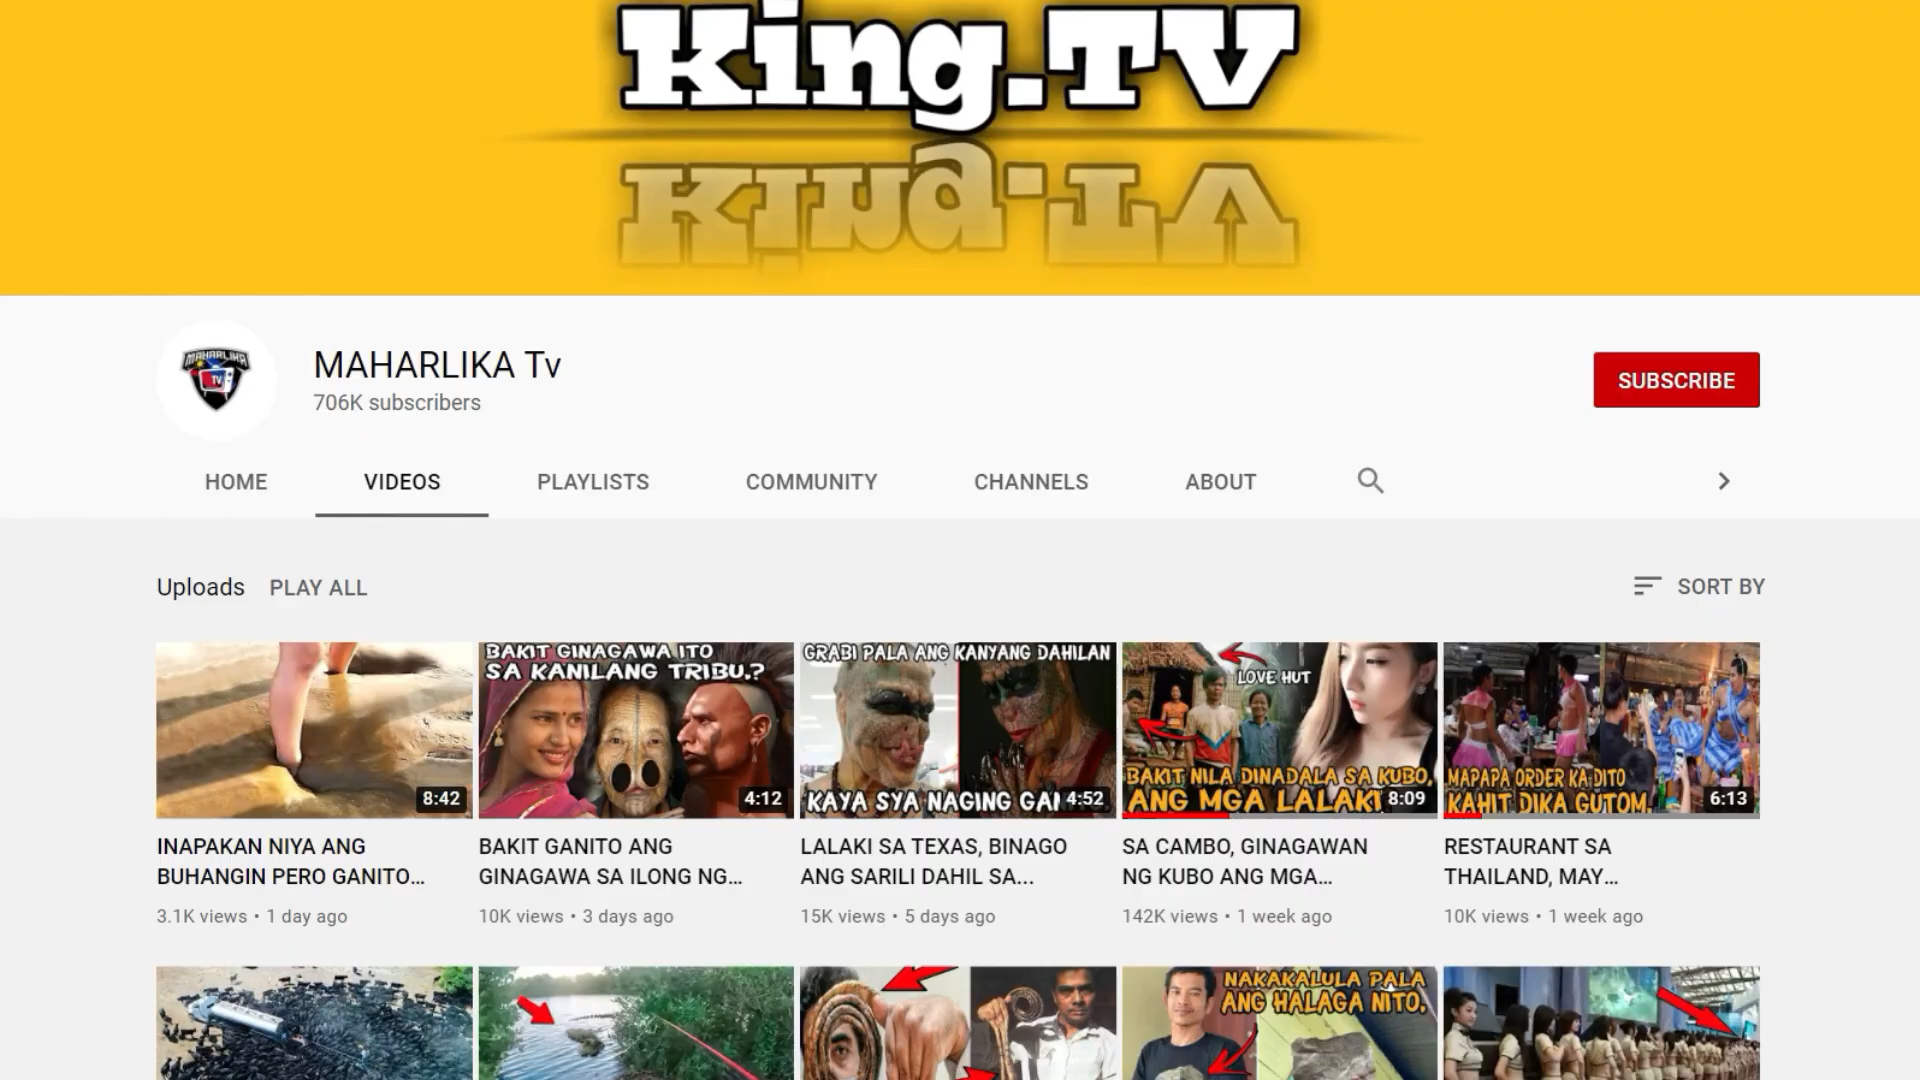 King.TV
MAHARLIKA
TV
MAHARLIKA Tv
706K subscribers
SUBSCRIBE
HOME
VIDEOS
PLAYLISTS
COMMUNITY
CHANNELS
ABOUT
Uploads
PLAY ALL
SORT BY
8:42
INAPAKAN NIYA ANG
BUHANGIN PERO GANITO...
3.1K views • 1 day ago
BAKIT GINAGAWA ITO
SA KANILANG TRIBU.?
4:12
BAKIT GANITO ANG
GINAGAWA SA ILONG NG...
10K views • 3 days ago
GRABI PALA ANG KANYANG DAHILAN
KAYA SYA NAGING
4:52
LALAKI SA TEXAS, BINAGO
ANG SARILI DAHIL SA...
15K views • 5 days ago
LOVE HUT
BAKIT NILA DINADALA SA KUBO,
ANG MGA LALAKI
8:09
SA CAMBO, GINAGAWAN
NG KUBO ANG MGA...
142K views • 1 week ago
MAPAPA ORDER KA DITO
KAHIT DIKA GUTOM.
6:13
RESTAURANT SA
THAILAND, MAY...
10K views • 1 week ago
NAKAKALULA PALA
ANG HALAGA NITO.